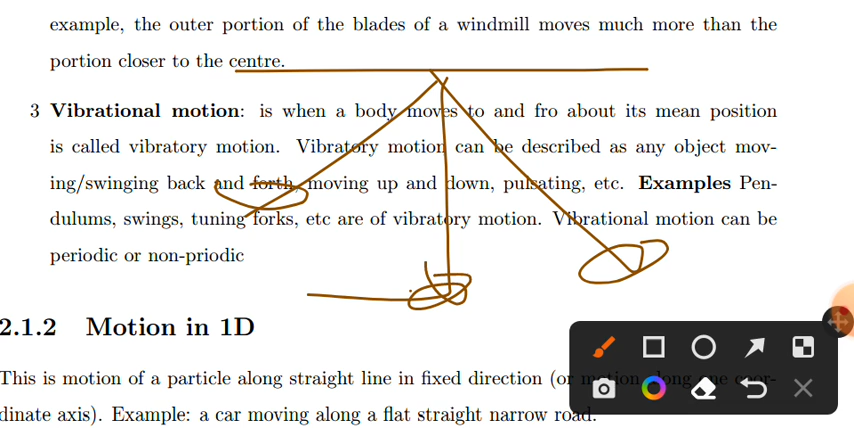 example, the outer portion of the blades of a windmill moves much more than the
portion closer to the centre.
3 Vibrational motion: is when a body moves to and fro about its mean position
is called vibratory motion. Vibratory motion can be described as any object mov-
ing/swinging back and forth, moving up and down, pulsating, etc. Examples Pen-
dulums, swings, tuning forks, etc are of vibratory motion. Vibrational motion can be
periodic or non-priodic
2.1.2 Motion in 1D
This is motion of a particle along straight line in fixed direction (or motion along one coor-
dinate axis). Example: a car moving along a flat straight narrow road.